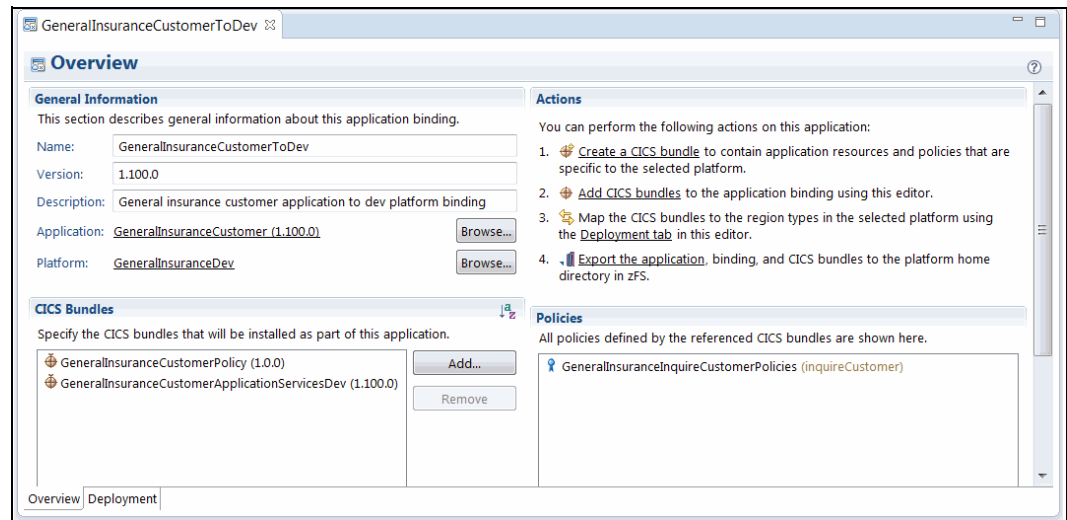 GeneralInsuranceCustomerToDev
Overview
General Information
This section describes general information about this application binding.
Name: GeneralInsuranceCustomerToDev
Version: 1.100.0
Description: General insurance customer application to dev platform binding
Application: GeneralInsuranceCustomer (1.100.0) Browse...
Platform: GeneralInsuranceDev Browse...
CICS Bundles
Specify the CICS bundles that will be installed as part of this application.
GeneralInsuranceCustomerPolicy (1.0.0)
GeneralInsuranceCustomerApplicationServicesDev (1.100.0)
Add...
Remove
Actions
You can perform the following actions on this application:
1. Create a CICS bundle to contain application resources and policies that are
specific to the selected platform.
2. Add CICS bundles to the application binding using this editor.
3. Map the CICS bundles to the region types in the selected platform using
the Deployment tab in this editor.
4. Export the application, binding, and CICS bundles to the platform home
directory in zFS.
Policies
All policies defined by the referenced CICS bundles are shown here.
GeneralInsuranceInquireCustomerPolicies (inquireCustomer)
Overview Deployment